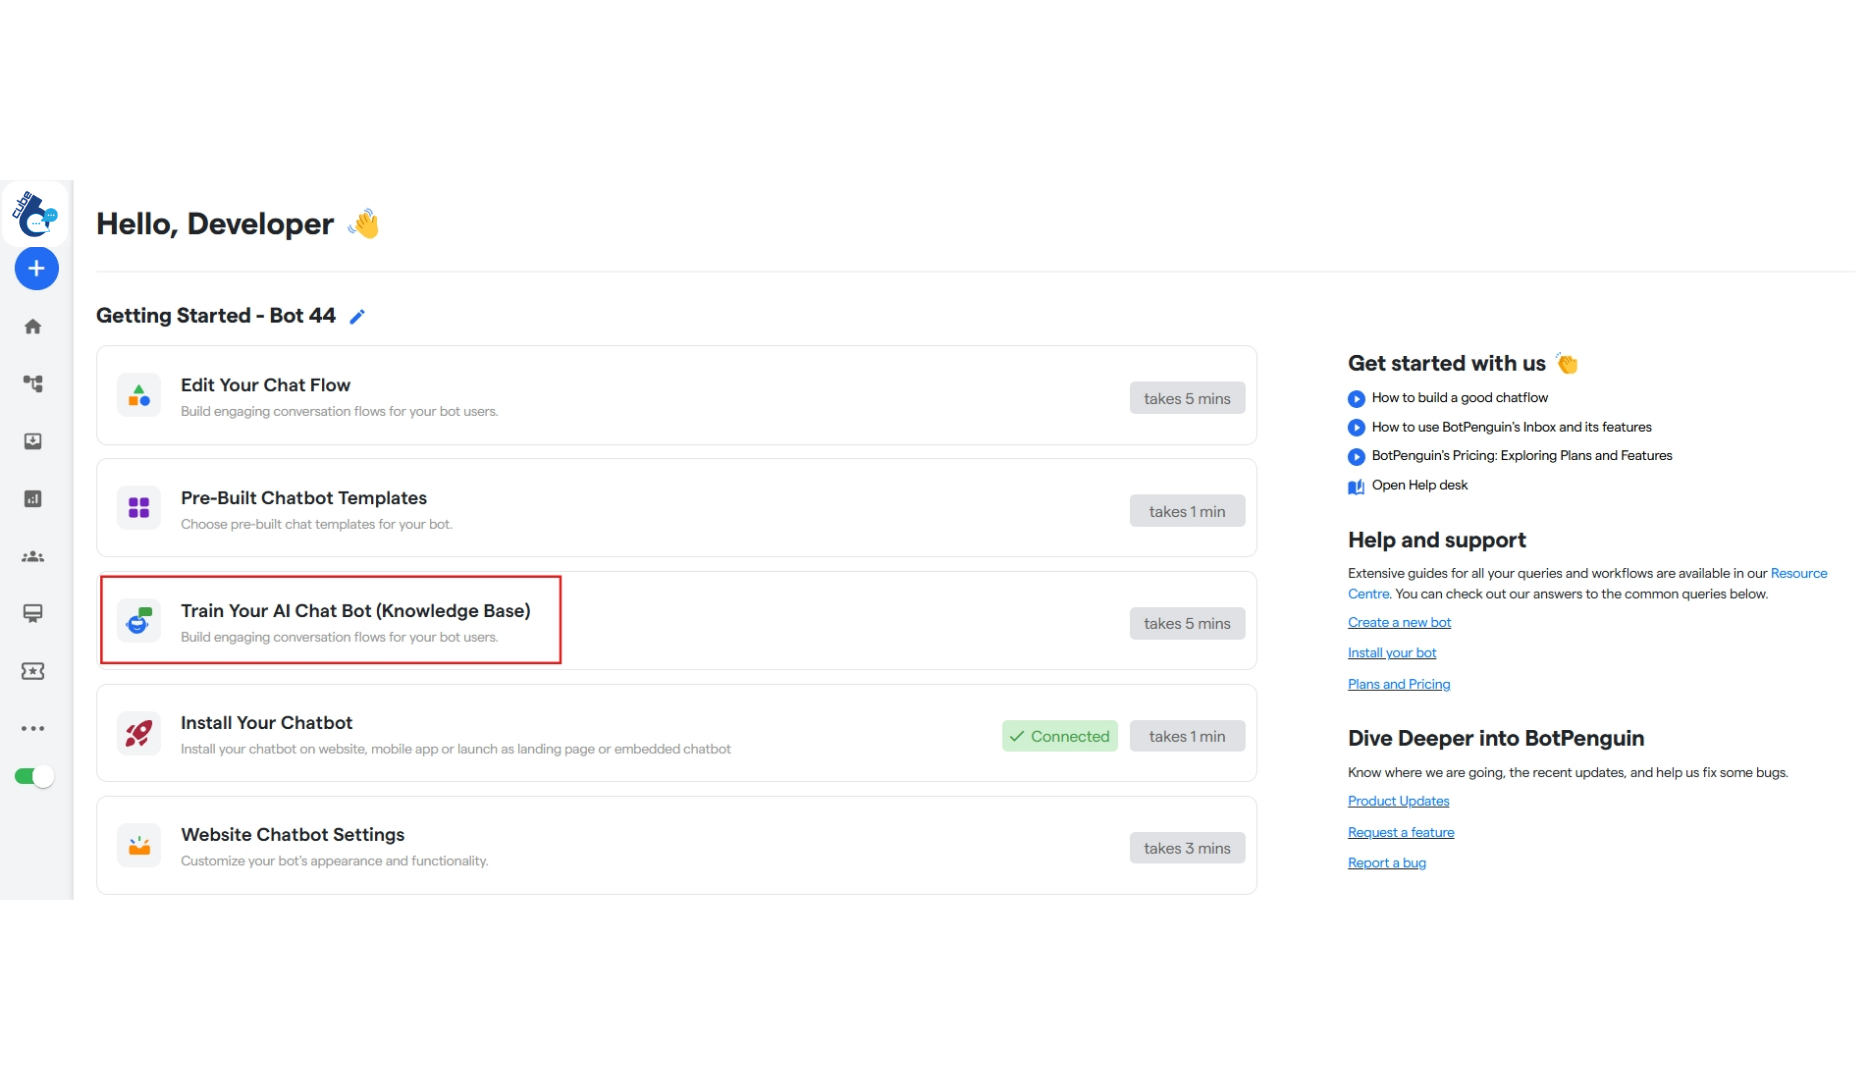 cube
Hello, Developer
Getting Started - Bot 44
Edit Your Chat Flow
Build engaging conversation flows for your bot users.
takes 5 mins
Pre-Built Chatbot Templates
Choose pre-built chat templates for your bot.
takes 1 min
Train Your AI Chat Bot (Knowledge Base)
Build engaging conversation flows for your bot users.
takes 5 mins
Install Your Chatbot
Install your chatbot on website, mobile app or launch as landing page or embedded chatbot
Connected
takes 1 min
Website Chatbot Settings
Customize your bot's appearance and functionality.
takes 3 mins
Get started with us
How to build a good chatflow
How to use BotPenguin's Inbox and its features
BotPenguin's Pricing: Exploring Plans and Features
Open Help desk
Help and support
Extensive guides for all your queries and workflows are available in our Resource
Centre. You can check out our answers to the common queries below.
Create a new bot
Install your bot
Plans and Pricing
Dive Deeper into BotPenguin
Know where we are going, the recent updates, and help us fix some bugs.
Product Updates
Request a feature
Report a bug